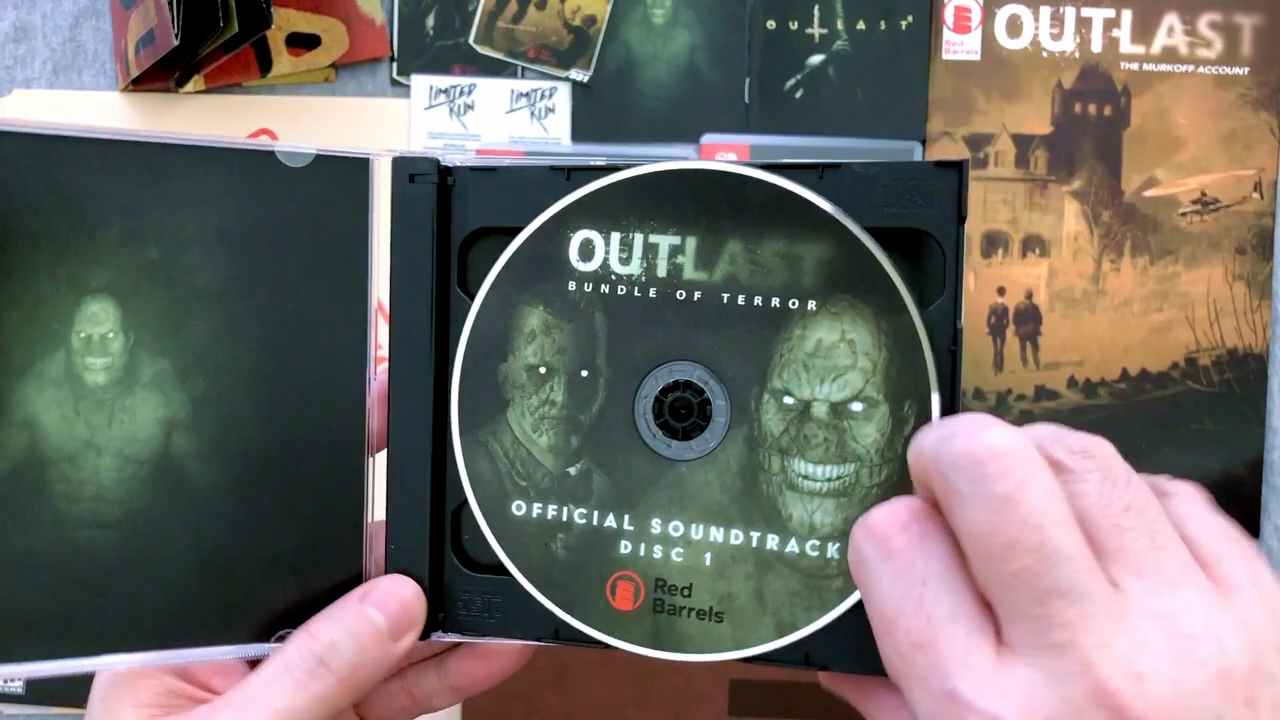 OUTLAST
LIMITED
RUN
LIMITED
RUN
Red
Barrels
OUTLAST
THE MURKOFF ACCOUNT
OUTLAST
BUNDLE OF TERROR
OFFICIAL SOUNDTRACK
DISC 1
Red
Barrels